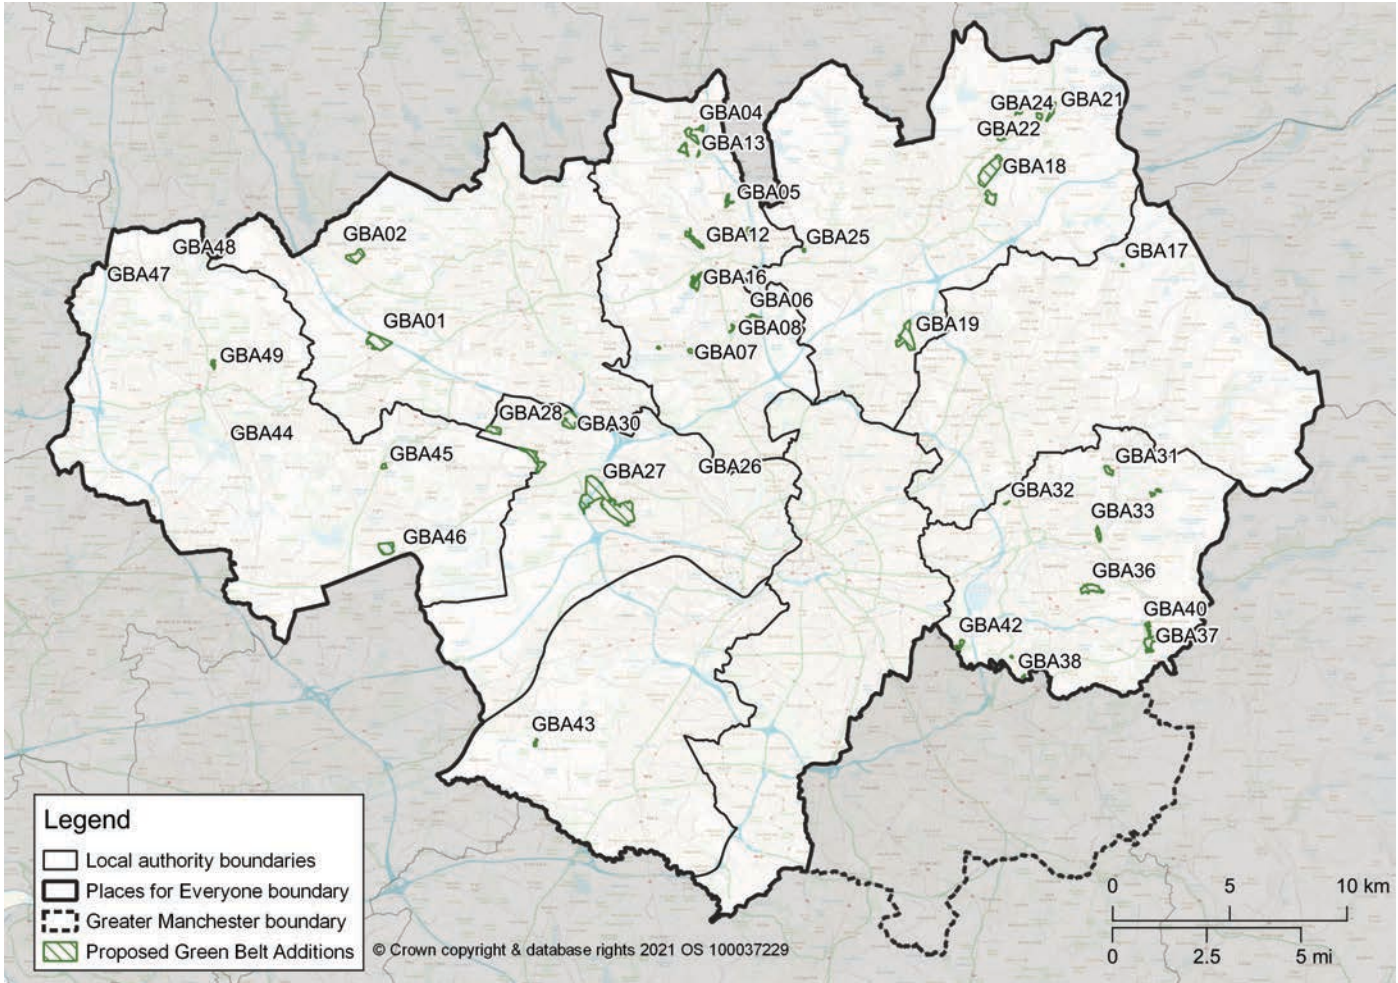 GBA24
GBA21
GBA04
GBA22
GBA13
GBA18
GBA05
GBA02
GBA48
GBA12
GBA25
GBA17
GBA47
GBA16
GBA06
GBA01
GBA08
GBA19
GBA49
GBA07
GBA28
GBA30
GBA44
GBA45
GBA27
GBA26
GBA31
GBA32
GBA33
GBA46
GBA36
GBA40
GBA42
GBA37
GBA38
GBA43
Legend
Local authority boundaries
Places for Everyone boundary
Greater Manchester boundary
Proposed Green Belt Additions
© Crown copyright & database rights 2021 OS 100037229
0 5 10 km
0 2.5 5 mi